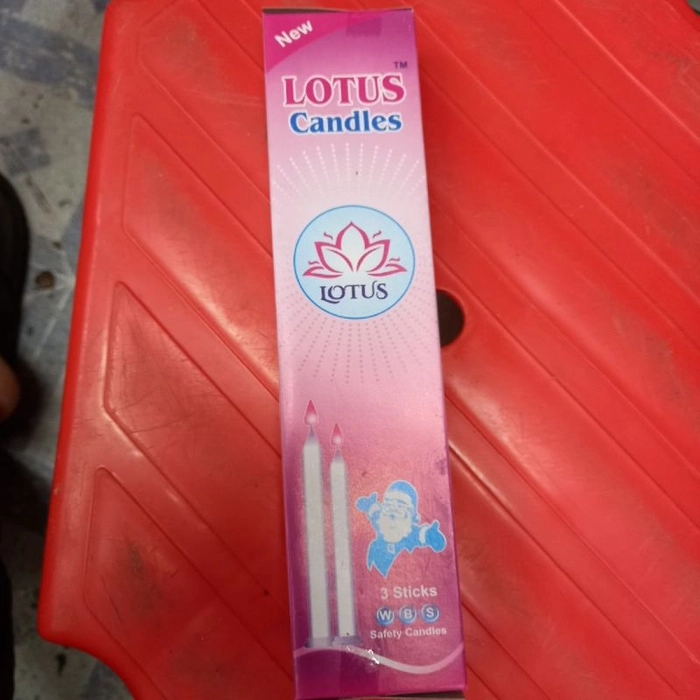 New
LOTUS™
Candles
LOTUS
3 Sticks
W B S
Safety Candles